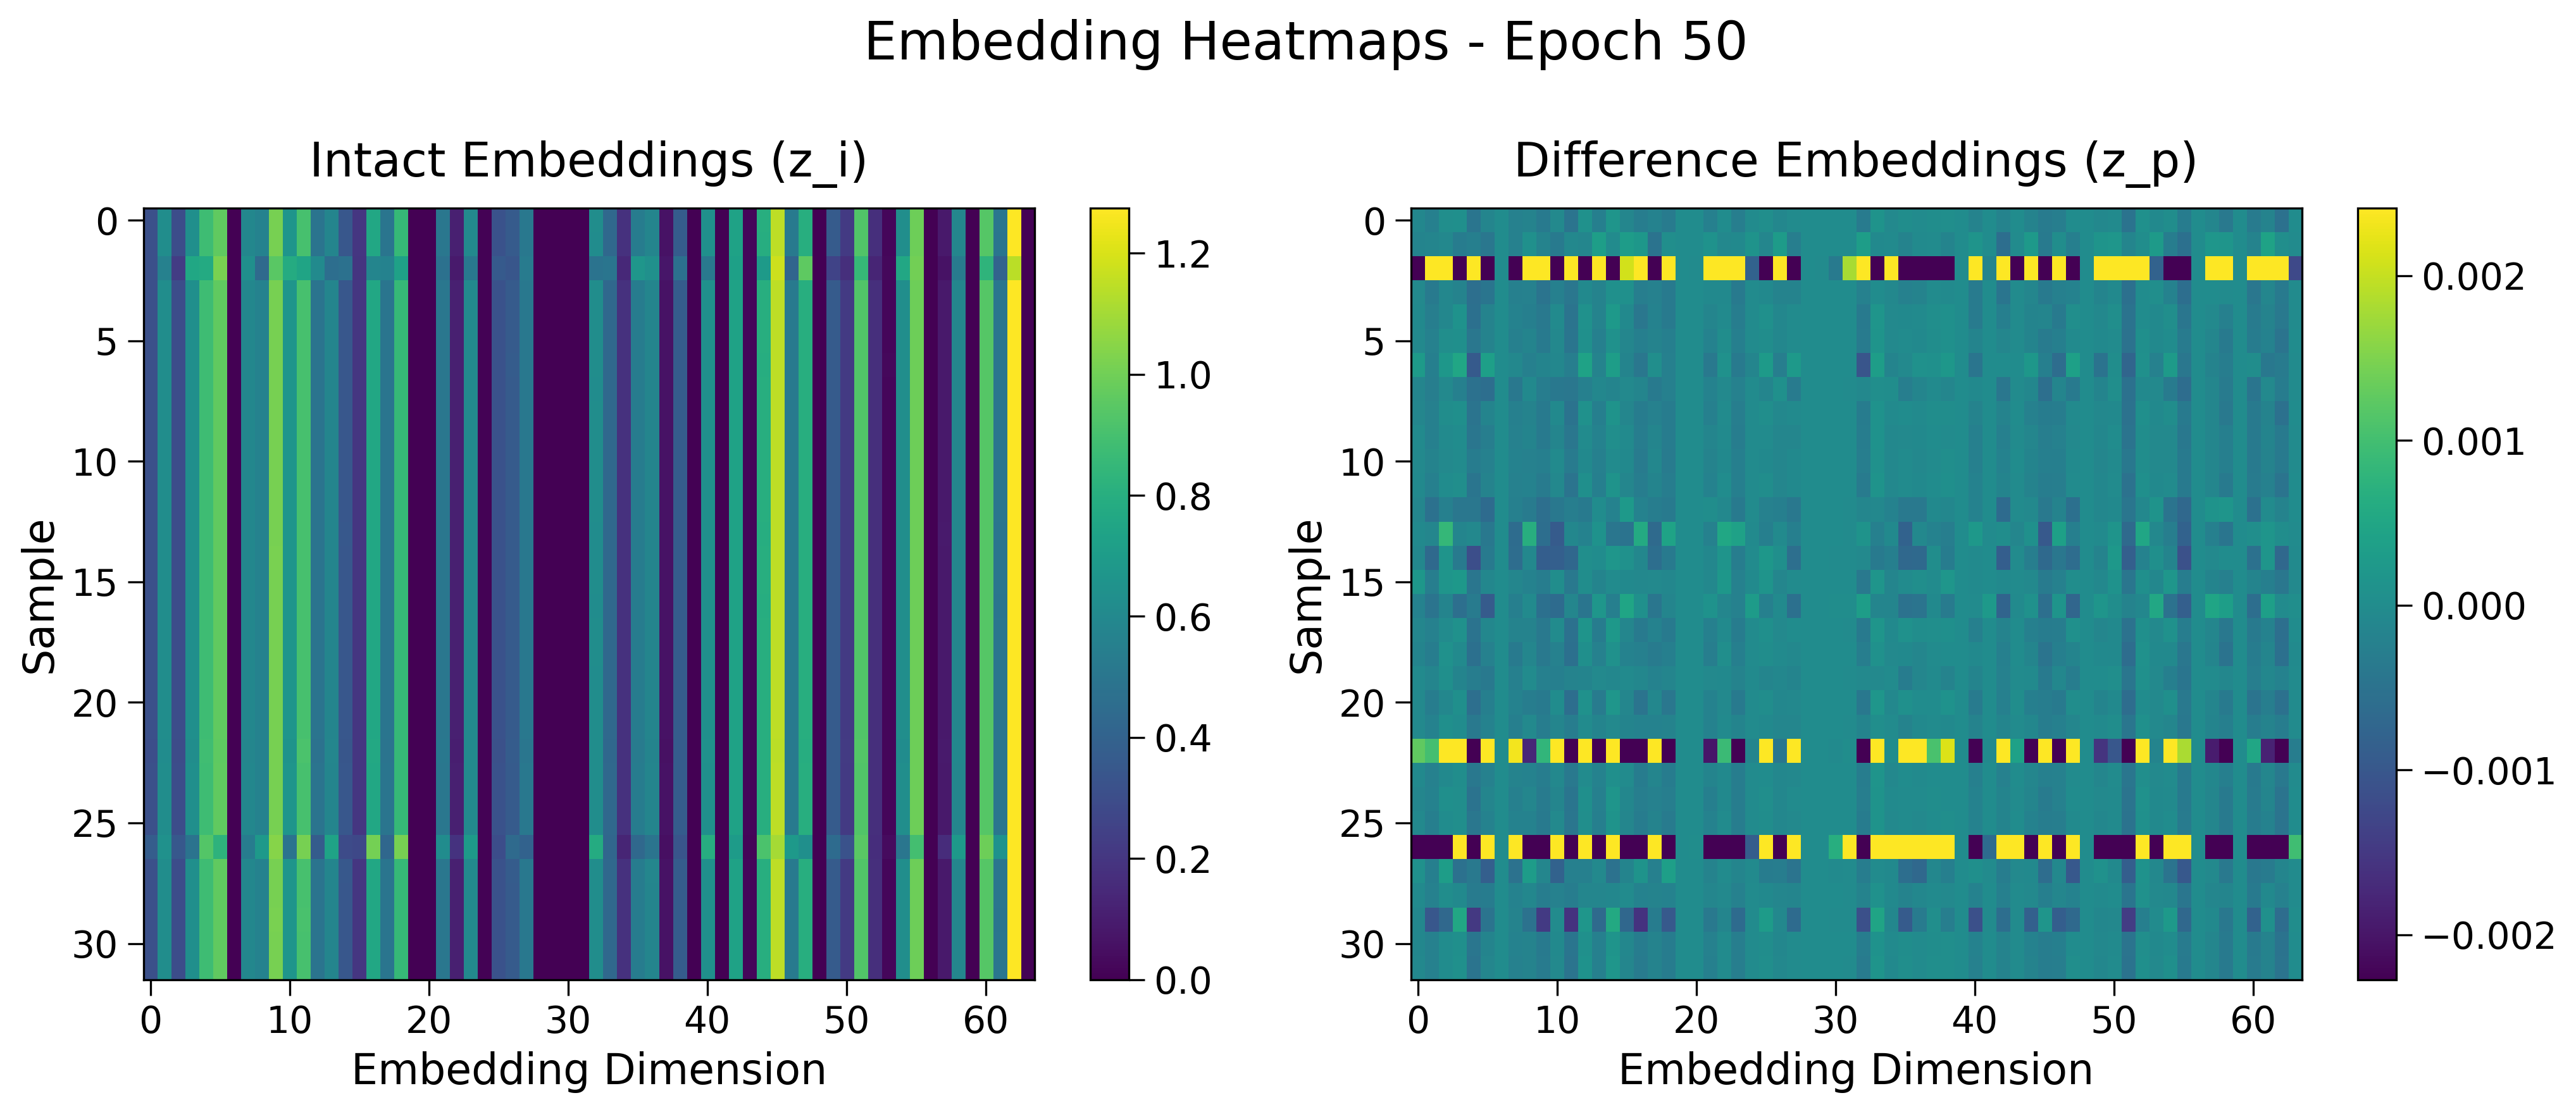 Embedding Heatmaps - Epoch 50
Intact Embeddings (z_i)
Difference Embeddings (z_p)
0
5
10
15
20
25
30
Sample
0 10 20 30 40 50 60
Embedding Dimension
1.2
1.0
0.8
0.6
0.4
0.2
0.0
0
5
10
15
20
25
30
Sample
0 10 20 30 40 50 60
Embedding Dimension
0.002
0.001
0.000
−0.001
−0.002